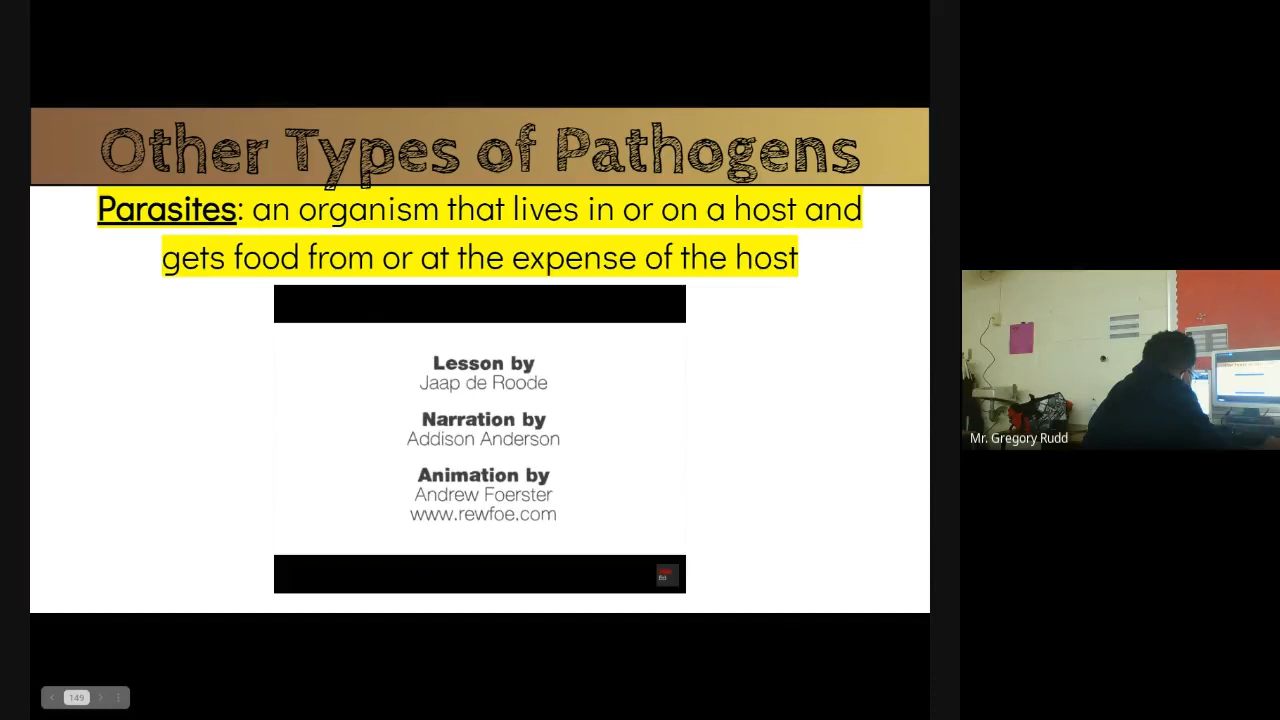 Other Types of Pathogens
Parasites: an organism that lives in or on a host and
gets food from or at the expense of the host
Lesson by
Jaap de Roode
Narration by
Addison Anderson
Animation by
Andrew Foerster
www.rewfoe.com
Mr. Gregory Rudd
149